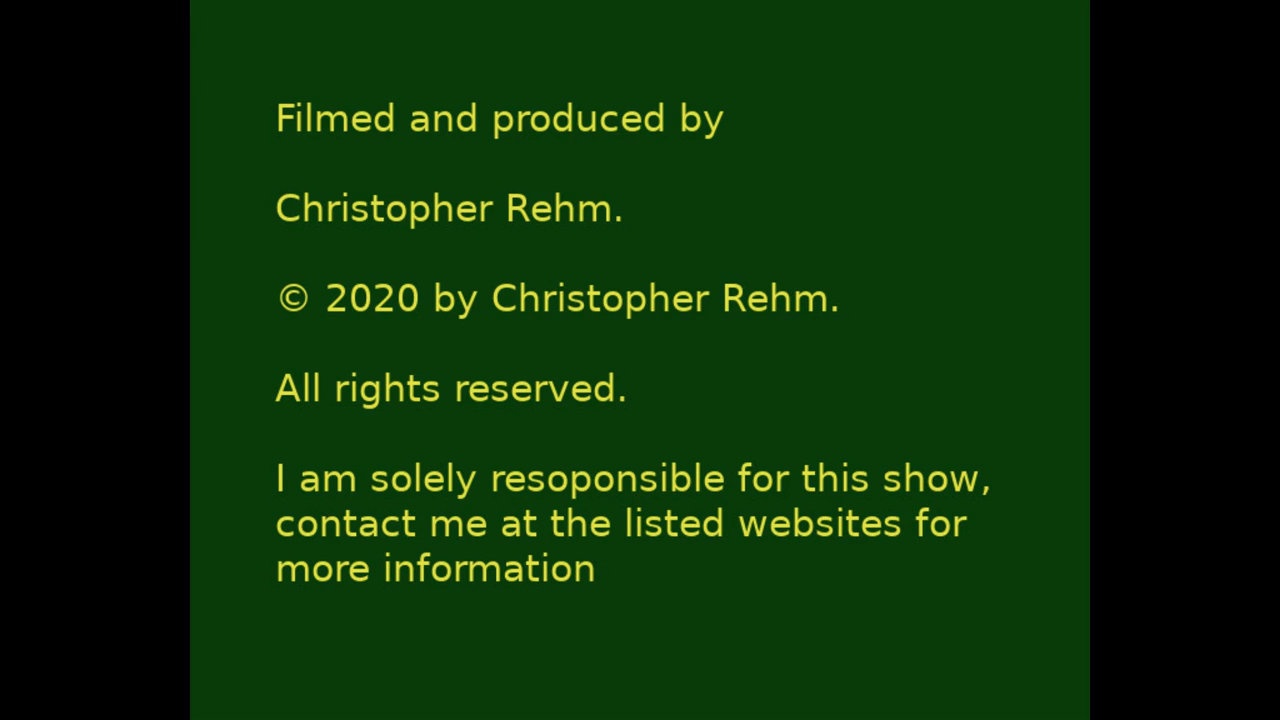 Filmed and produced by
Christopher Rehm.
© 2020 by Christopher Rehm.
All rights reserved.
I am solely resoponsible for this show,
contact me at the listed websites for
more information